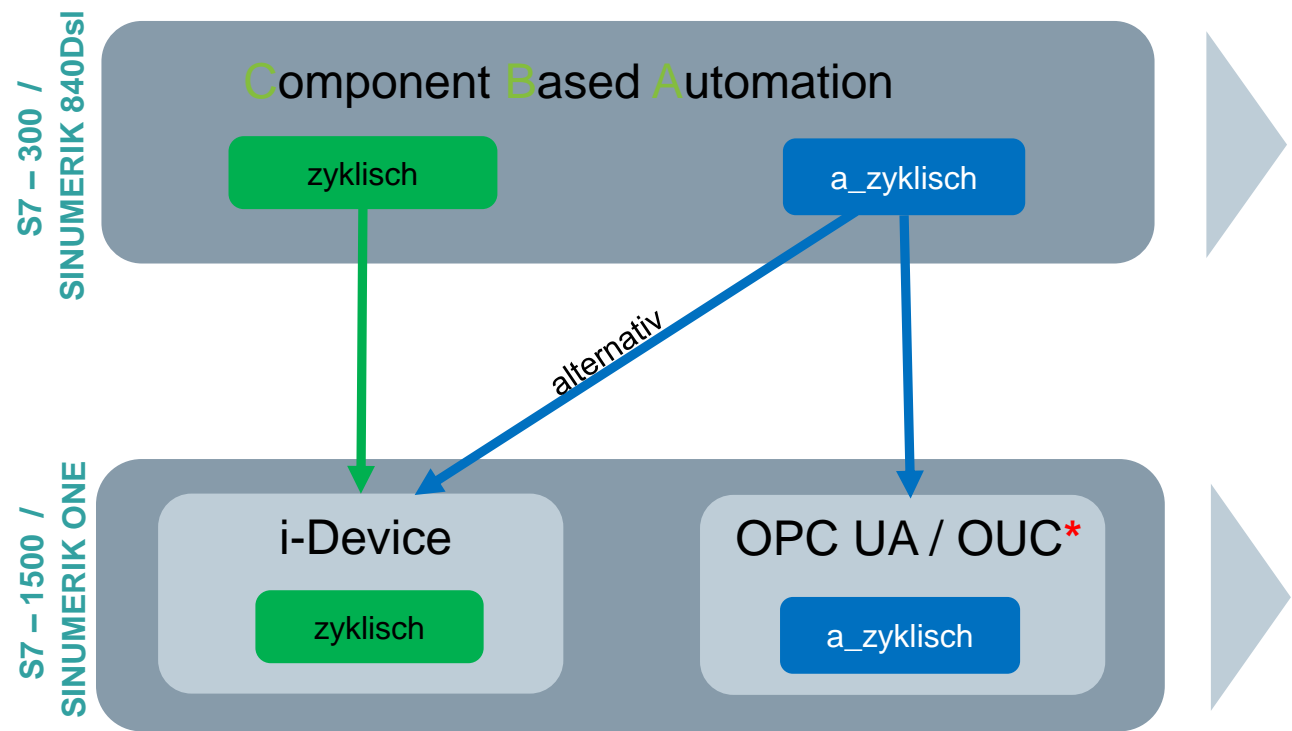 S7 – 300 /
SINUMERIK 840Dsl
Component Based Automation
zyklisch
a_zyklisch
alternativ
S7 – 1500 /
SINUMERIK ONE
i-Device
OPC UA / OUC*
zyklisch
a_zyklisch